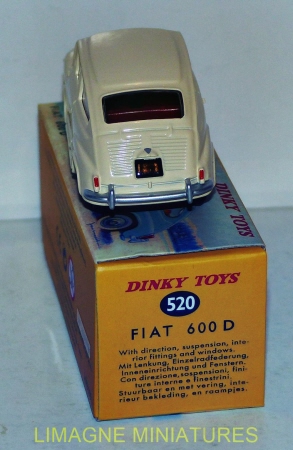 DINKY TOYS
DINKY TOYS
520
FIAT 600 D
With direction, suspension, inte-
rior fittings and windows.
Mit Lenkung, Einzelradfederung,
Inneneinrichtung und Fenstern.
Con direzione, sospensioni, fini-
ture interne e finestrini.
Stuurbaar en met vering, inte-
rieur bekleding, en raampjes.
LIMAGNE MINIATURES